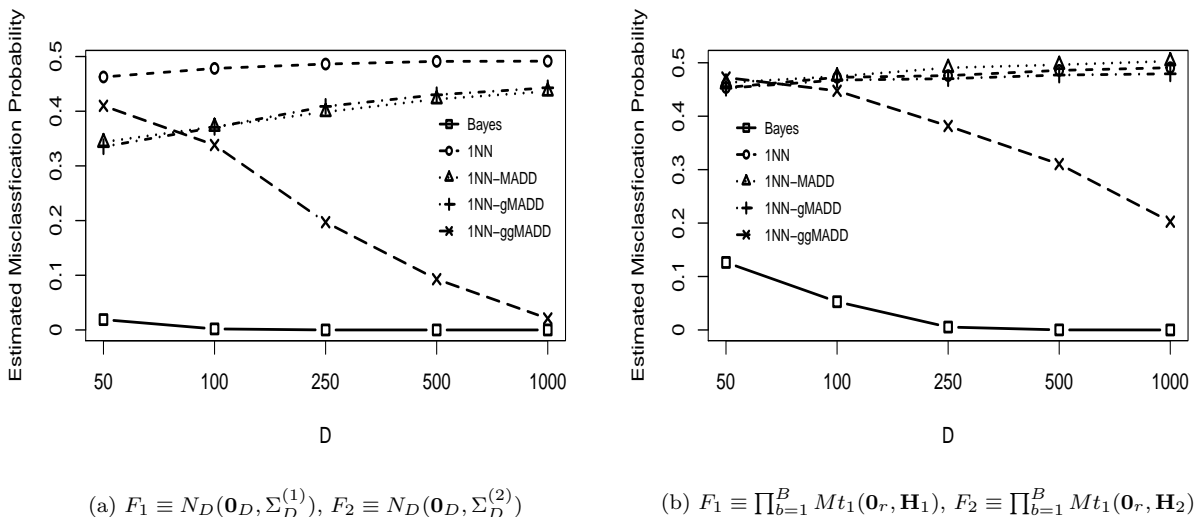 Estimated Misclassfication Probability
0.5
0.4
0.3
0.2
0.1
0
Bayes
1NN
1NN−MADD
1NN−gMADD
1NN−ggMADD
50 100 250 500 1000
D
(a) F₁ ≡ N_D(0_D, Σ_D^(1)), F₂ ≡ N_D(0_D, Σ_D^(2))
Estimated Misclassfication Probability
0.5
0.4
0.3
0.2
0.1
0
Bayes
1NN
1NN−MADD
1NN−gMADD
1NN−ggMADD
50 100 250 500 1000
D
(b) F₁ ≡ ∏_{b=1}^B Mt₁(0_r, H₁), F₂ ≡ ∏_{b=1}^B Mt₁(0_r, H₂)